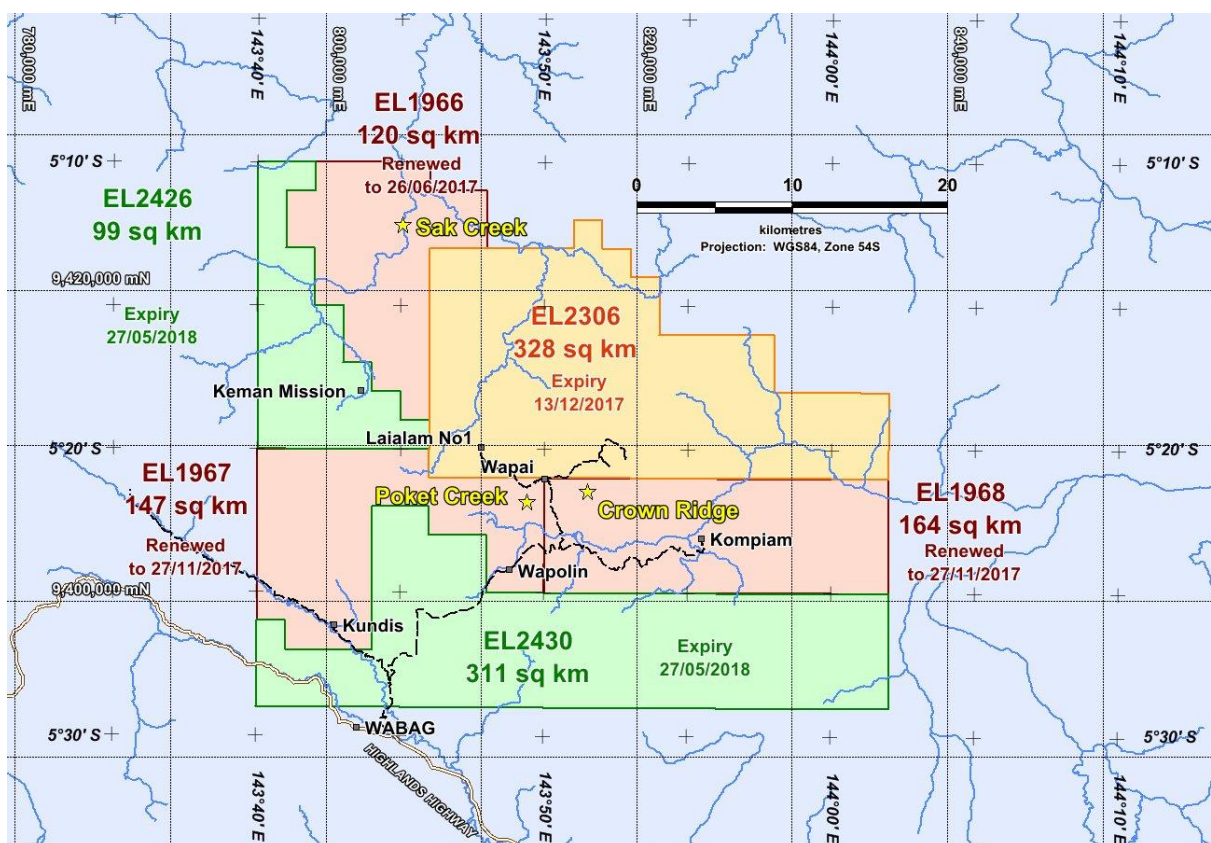 780,000 mE
143°40' E
800,000 mE
143°50' E
820,000 mE
144°00' E
840,000 mE
144°10' E
EL1966
120 sq km
Renewed
to 26/06/2017
5°10' S
5°10' S
EL2426
99 sq km
0
10
20
kilometres
Projection: WGS84, Zone 54S
Sak Creek
9,420,000 mN
Expiry
27/05/2018
EL2306
328 sq km
Expiry
13/12/2017
Keman Mission
Laialam No1
5°20' S
5°20' S
Wapai
EL1967
147 sq km
Renewed
to 27/11/2017
Poket Creek
Crown Ridge
EL1968
164 sq km
Renewed
to 27/11/2017
Kompiam
Wapolin
9,400,000 mN
Kundis
EL2430
311 sq km
Expiry
27/05/2018
WABAG
5°30' S
5°30' S
HIGHLANDS HIGHWAY
143°40' E
143°50' E
144°00' E
144°10' E